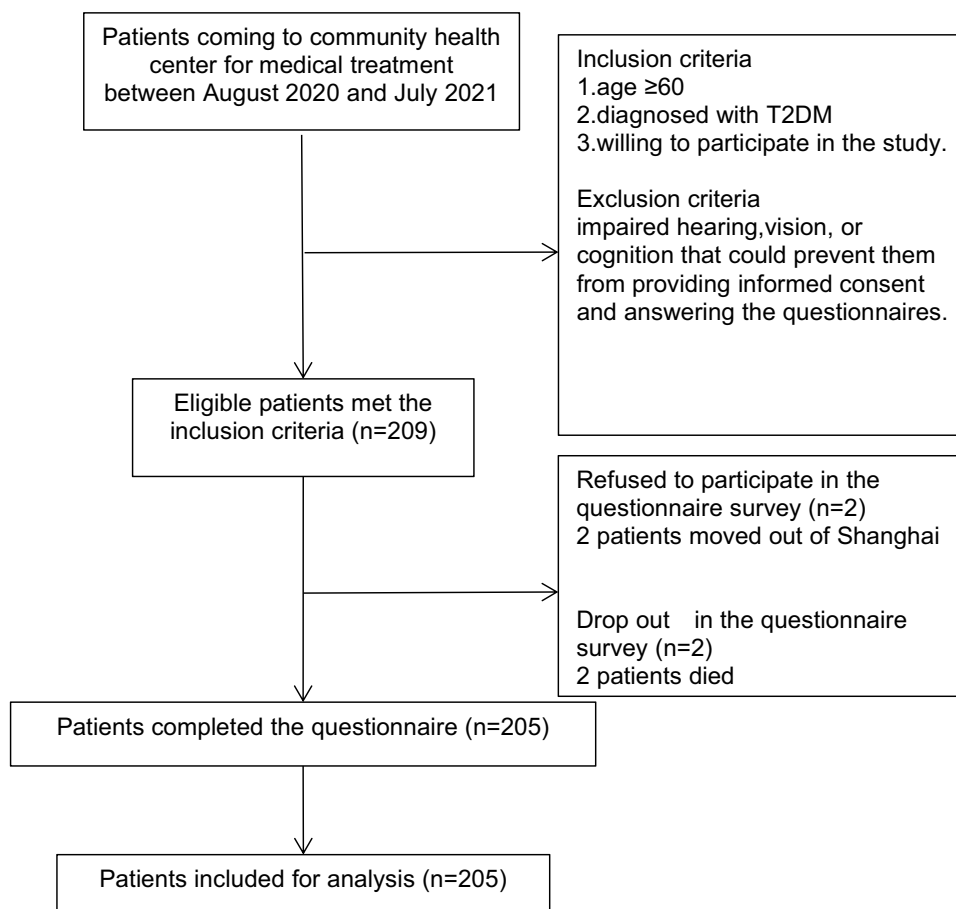 Patients coming to community health
center for medical treatment
between August 2020 and July 2021
Inclusion criteria
1.age ≥60
2.diagnosed with T2DM
3.willing to participate in the study.
Exclusion criteria
impaired hearing,vision, or
cognition that could prevent them
from providing informed consent
and answering the questionnaires.
Eligible patients met the
inclusion criteria (n=209)
Refused to participate in the
questionnaire survey (n=2)
2 patients moved out of Shanghai
Drop out in the questionnaire
survey (n=2)
2 patients died
Patients completed the questionnaire (n=205)
Patients included for analysis (n=205)